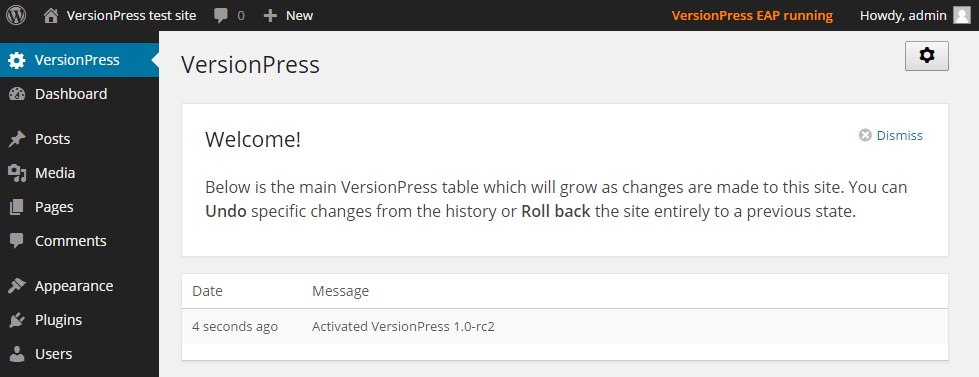 VersionPress test site 0 New VersionPress EAP running Howdy, admin
VersionPress
Dashboard
Posts
Media
Pages
Comments
Appearance
Plugins
Users
VersionPress
Welcome!
Dismiss
Below is the main VersionPress table which will grow as changes are made to this site. You can
Undo specific changes from the history or Roll back the site entirely to a previous state.
Date Message
4 seconds ago Activated VersionPress 1.0-rc2